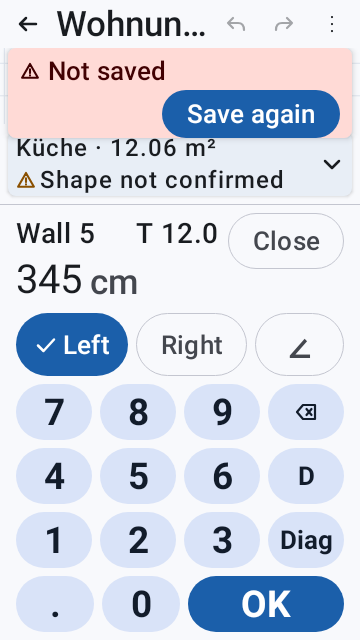 Wohnun...
Not saved
Save again
Küche · 12.06 m²
Shape not confirmed
Wall 5 T 12.0 Close
345 cm
Left Right
7 8 9
4 5 6 D
1 2 3 Diag
. 0 OK